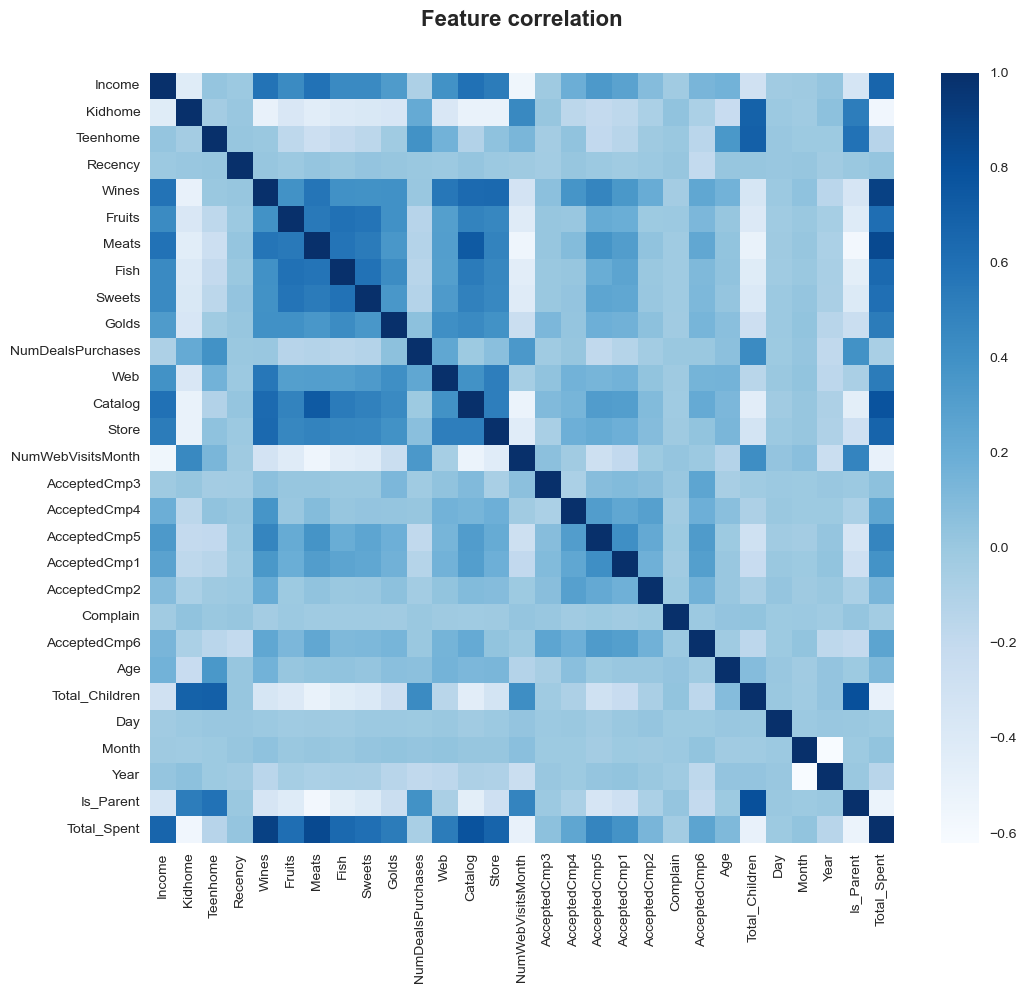 Feature correlation
Income
Kidhome
Teenhome
Recency
Wines
Fruits
Meats
Fish
Sweets
Golds
NumDealsPurchases
Web
Catalog
Store
NumWebVisitsMonth
AcceptedCmp3
AcceptedCmp4
AcceptedCmp5
AcceptedCmp1
AcceptedCmp2
Complain
AcceptedCmp6
Age
Total_Children
Day
Month
Year
Is_Parent
Total_Spent
Income
Kidhome
Teenhome
Recency
Wines
Fruits
Meats
Fish
Sweets
Golds
NumDealsPurchases
Web
Catalog
Store
NumWebVisitsMonth
AcceptedCmp3
AcceptedCmp4
AcceptedCmp5
AcceptedCmp1
AcceptedCmp2
Complain
AcceptedCmp6
Age
Total_Children
Day
Month
Year
Is_Parent
Total_Spent
1.0
0.8
0.6
0.4
0.2
0.0
−0.2
−0.4
−0.6